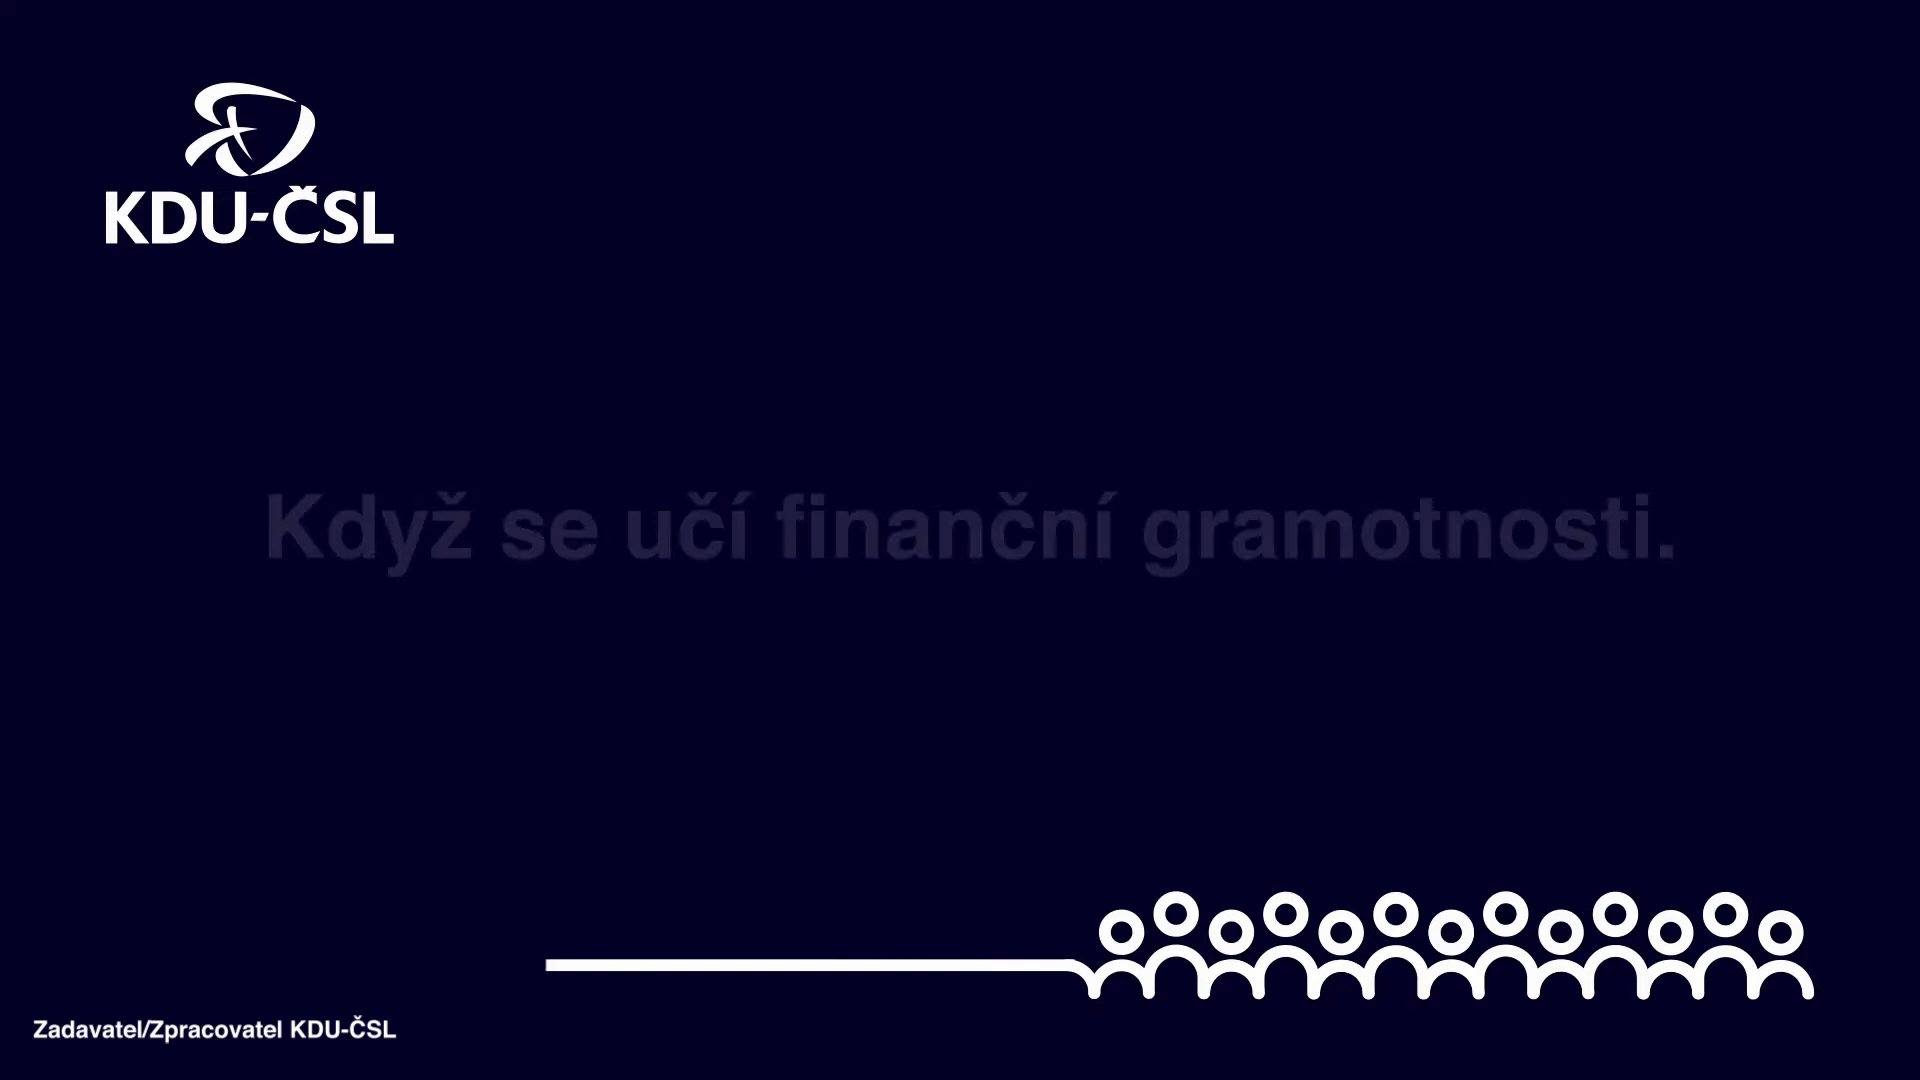 KDU-ČSL
Když se učí finanční gramotnosti.
Zadavatel/Zpracovatel KDU-ČSL